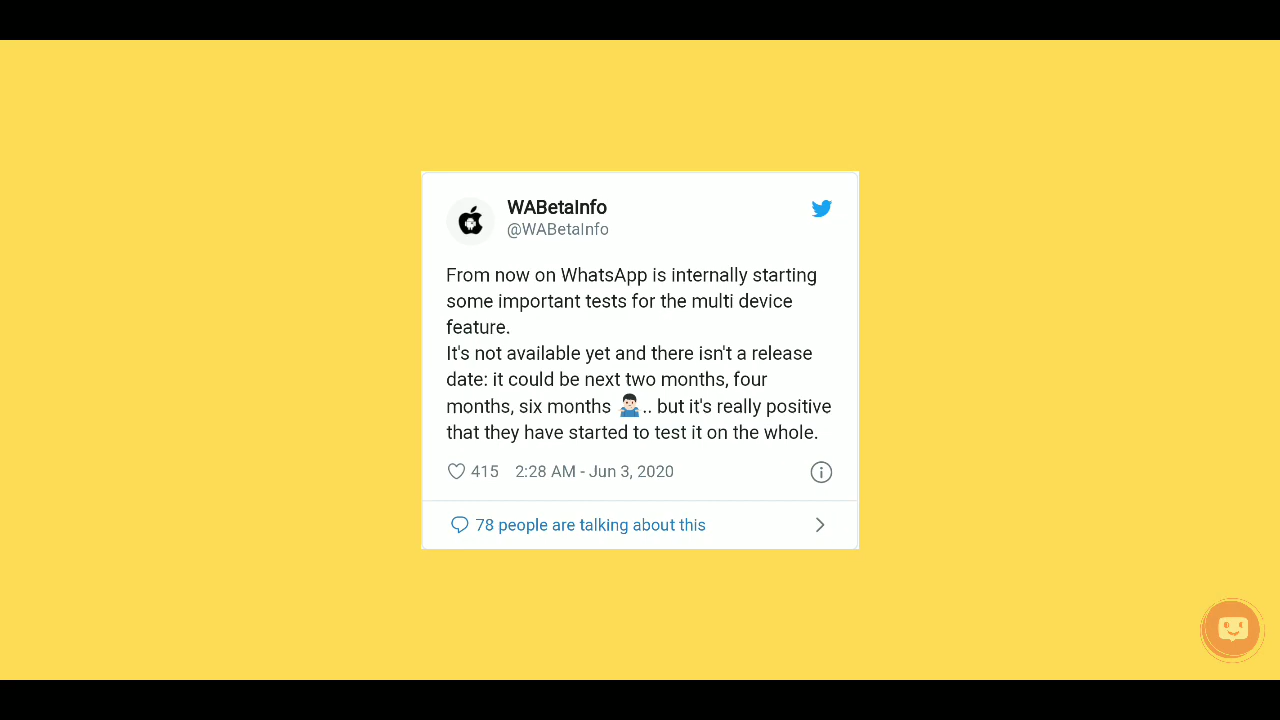 WABetaInfo
@WABetaInfo
From now on WhatsApp is internally starting
some important tests for the multi device
feature.
It's not available yet and there isn't a release
date: it could be next two months, four
months, six months 🤷🏻‍♂️.. but it's really positive
that they have started to test it on the whole.
415 2:28 AM - Jun 3, 2020
78 people are talking about this